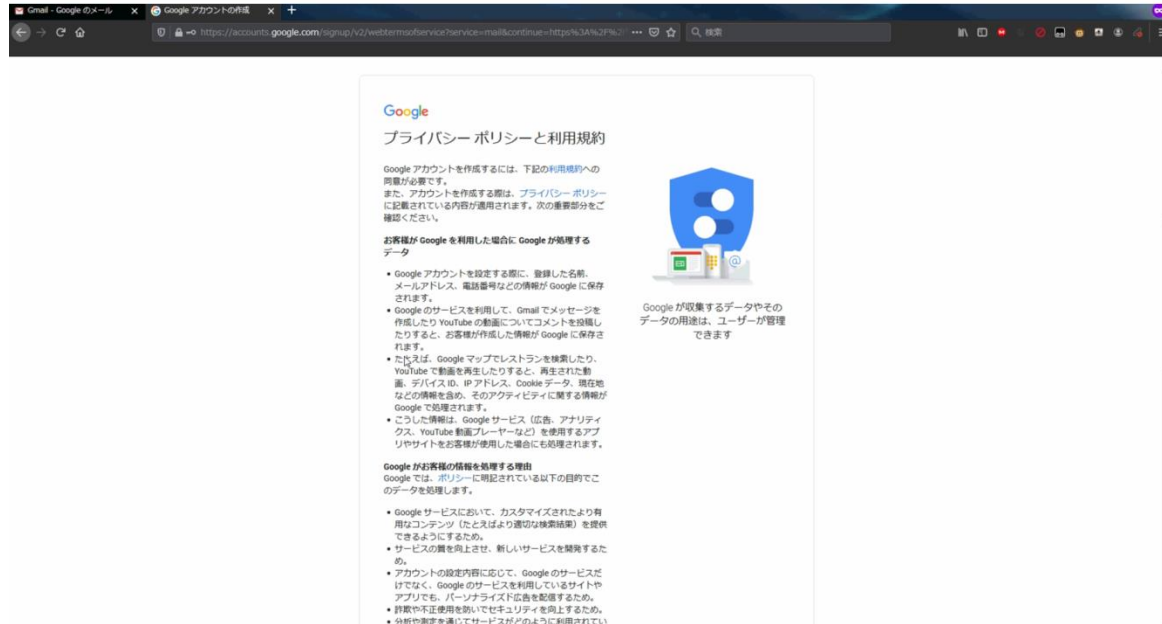 Gmail - Google のメール
Google アカウントの作成
https://accounts.google.com/signup/v2/webtermsofservice?service=mail&continue=https%3A%2F%2F
検索
Google
プライバシー ポリシーと利用規約
Google アカウントを作成するには、下記の利用規約への
同意が必要です。
また、アカウントを作成する際は、プライバシー ポリシー
に記載されている内容が適用されます。次の重要部分をご
確認ください。
お客様が Google を利用した場合に Google が処理する
データ
• Google アカウントを設定する際に、登録した名前、
メールアドレス、電話番号などの情報が Google に保存
されます。
• Google のサービスを利用して、Gmail でメッセージを
作成したり YouTube の動画についてコメントを投稿し
たりすると、お客様が作成した情報が Google に保存さ
れます。
• たとえば、Google マップでレストランを検索したり、
YouTube で動画を再生したりすると、再生された動
画、デバイス ID、IP アドレス、Cookie データ、現在地
などの情報を含め、そのアクティビティに関する情報が
Google で処理されます。
• こうした情報は、Google サービス（広告、アナリティ
クス、YouTube 動画プレーヤーなど）を使用するアプ
リやサイトをお客様が使用した場合にも処理されます。
Google がお客様の情報を処理する理由
Google では、ポリシーに明記されている以下の目的でこ
のデータを処理します。
• Google サービスにおいて、カスタマイズされたより有
用なコンテンツ（たとえばより適切な検索結果）を提供
できるようにするため。
• サービスの質を向上させ、新しいサービスを開発するた
め。
• アカウントの設定内容に応じて、Google のサービスだ
けでなく、Google のサービスを利用しているサイトや
アプリでも、パーソナライズド広告を配信するため。
• 詐欺や不正使用を防いでセキュリティを向上するため。
• 分析や測定を通じてサービスがどのように利用されてい
Google が収集するデータやその
データの用途は、ユーザーが管理
できます